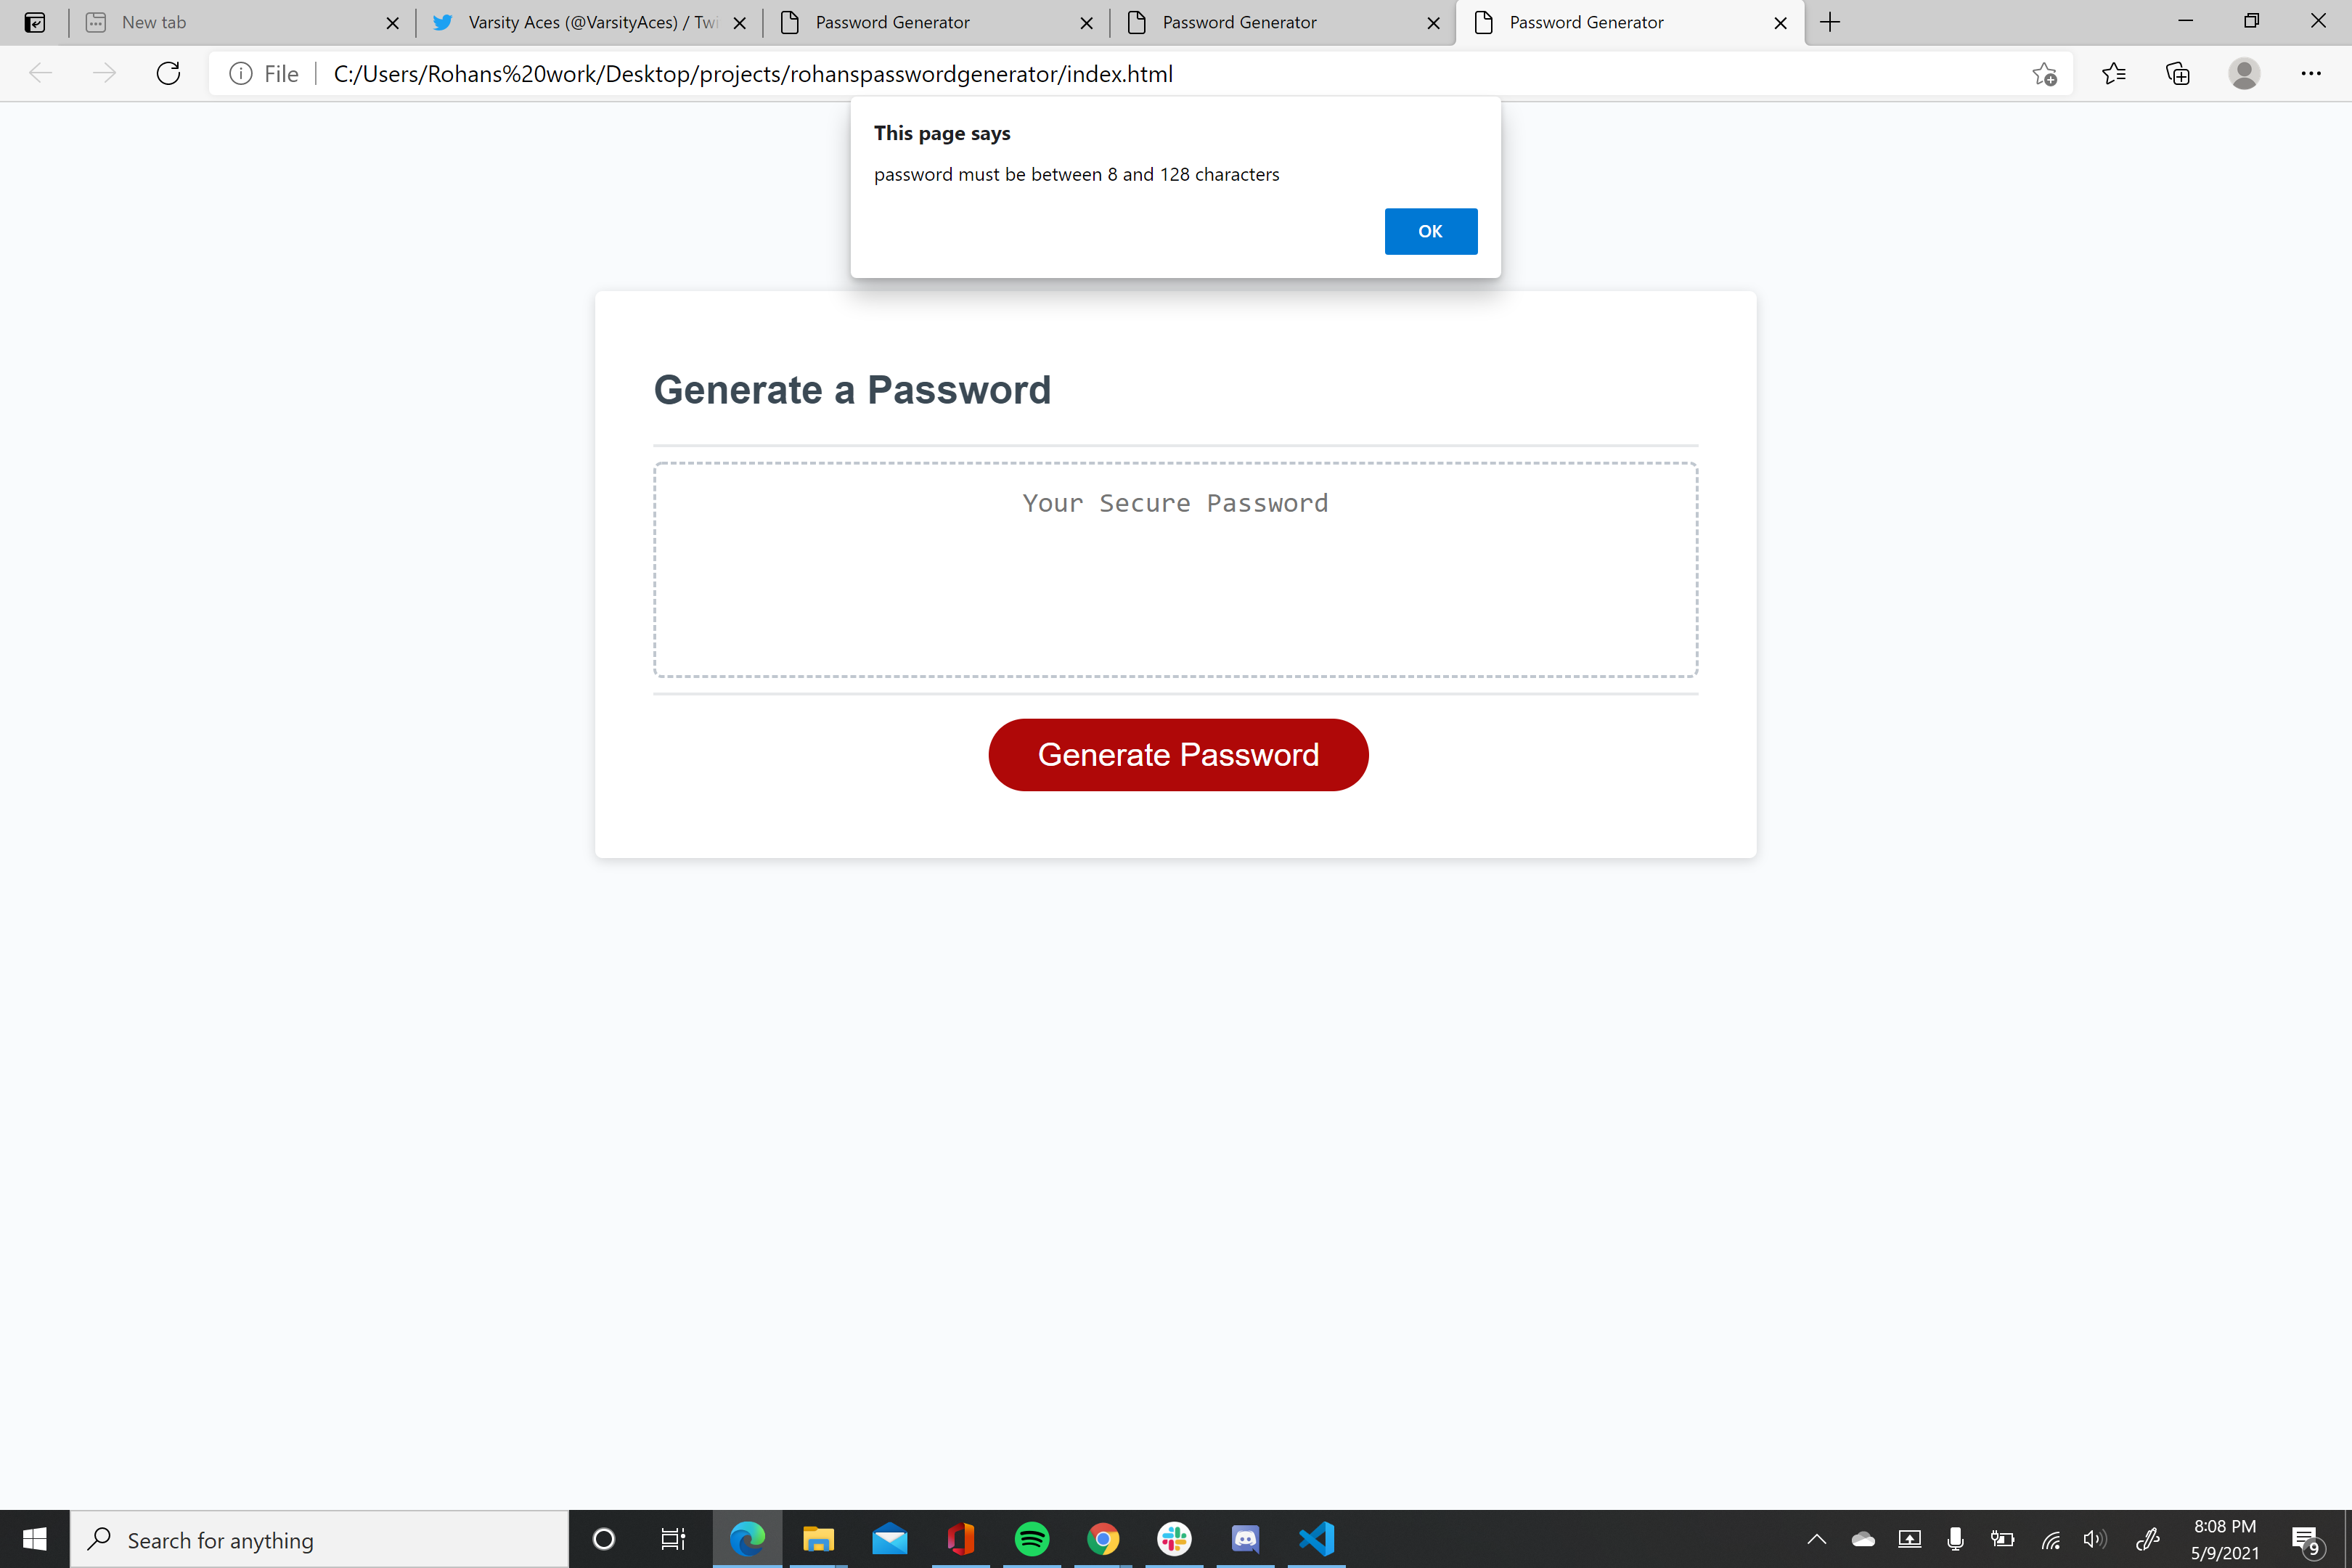 New tab
Varsity Aces (@VarsityAces) / Twi
Password Generator
Password Generator
Password Generator
File
C:/Users/Rohans%20work/Desktop/projects/rohanspasswordgenerator/index.html
This page says
password must be between 8 and 128 characters
OK
Generate a Password
Your Secure Password
Generate Password
Search for anything
8:08 PM
5/9/2021
9